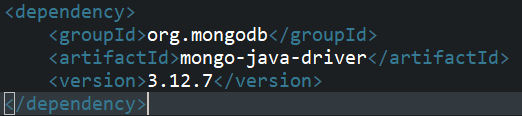 <dependency>
<groupId>org.mongodb</groupId>
<artifactId>mongo-java-driver</artifactId>
<version>3.12.7</version>
</dependency>